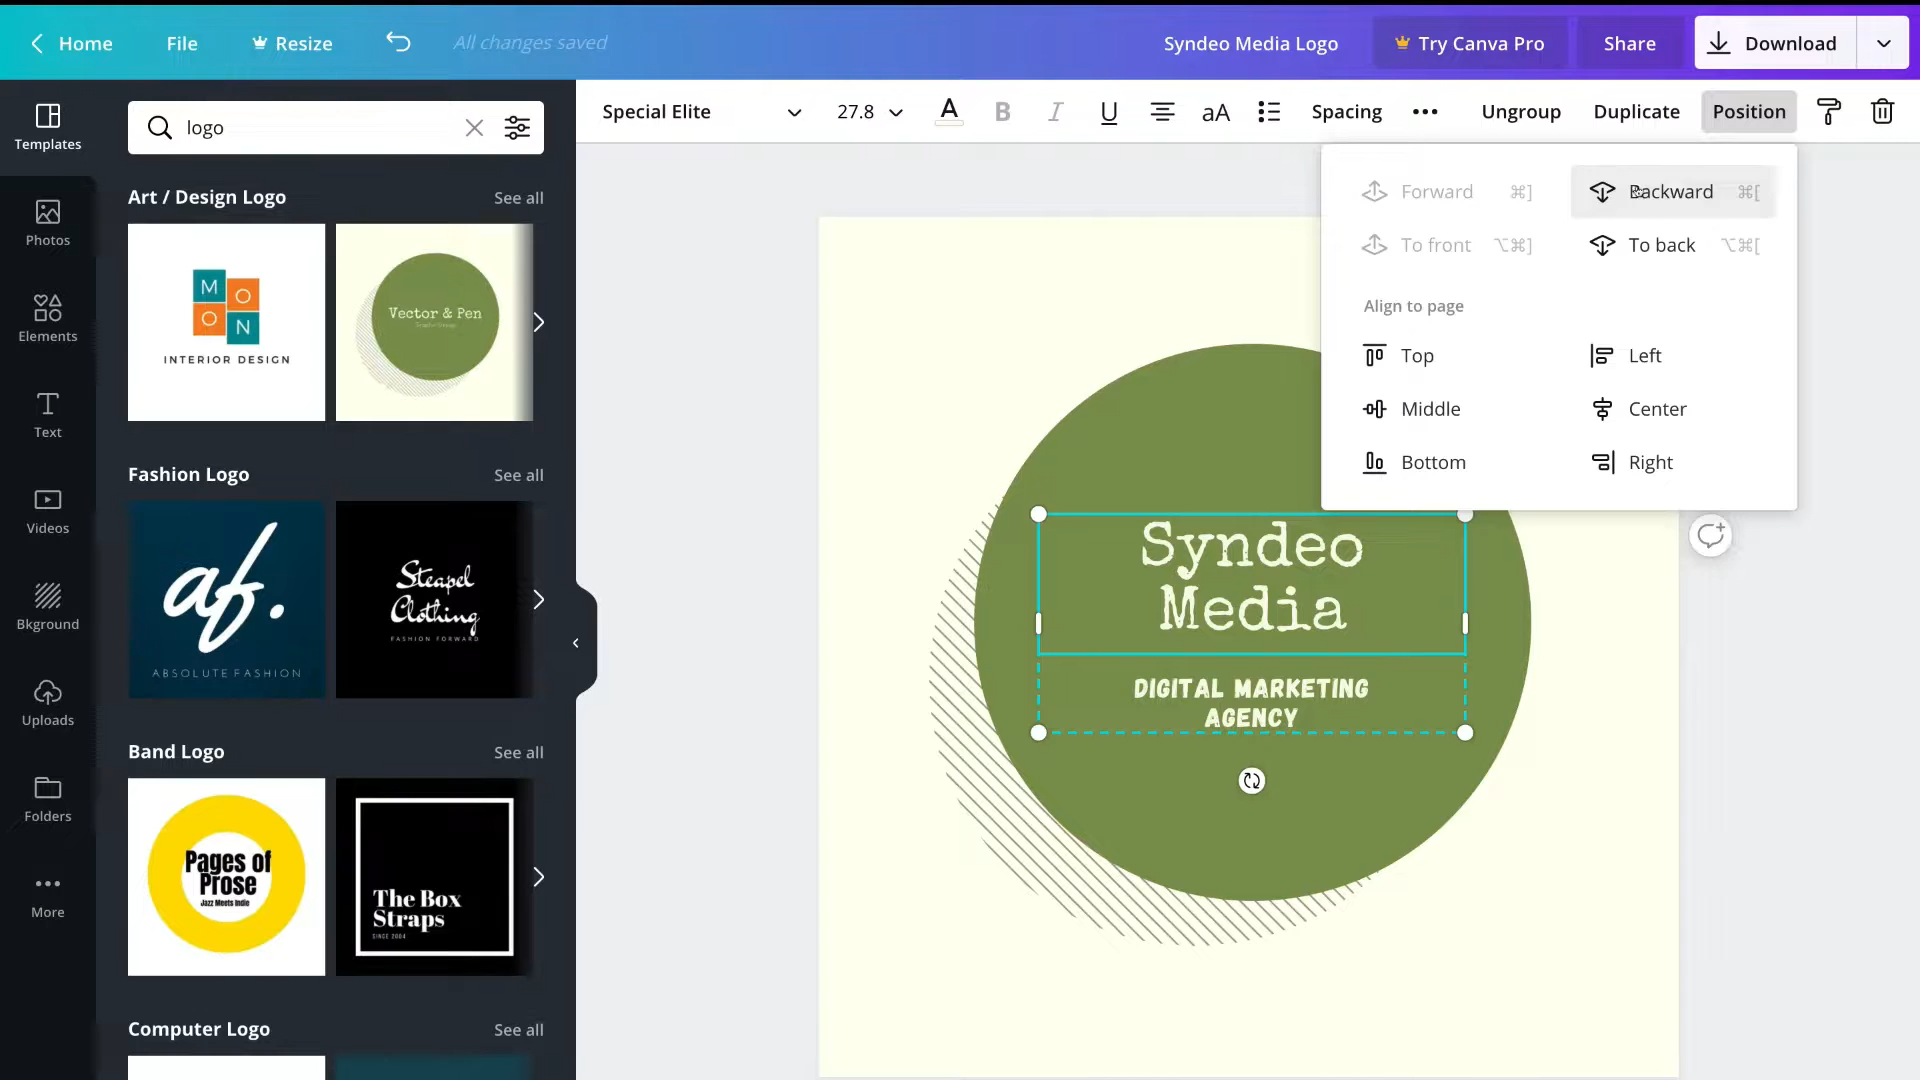 Home
File
Resize
All changes saved
Syndeo Media Logo
Try Canva Pro
Share
Download
Templates
Photos
Elements
Text
Videos
Bkground
Uploads
Folders
More
logo
Art / Design Logo
See all
M
O
O
N
INTERIOR DESIGN
Vector & Pen
Fashion Logo
See all
af.
ABSOLUTE FASHION
Steapel
Clothing
FASHION FORWARD
Band Logo
See all
Pages of
Prose
Jazz Meets Indie
The Box
Straps
SINCE 2004
Computer Logo
See all
Special Elite
27.8
A
B
I
U
aA
Spacing
Ungroup
Duplicate
Position
Forward ⌘]
Backward ⌘[
To front ⌥⌘]
To back ⌥⌘[
Align to page
Top
Left
Middle
Center
Bottom
Right
Syndeo
Media
DIGITAL MARKETING
AGENCY